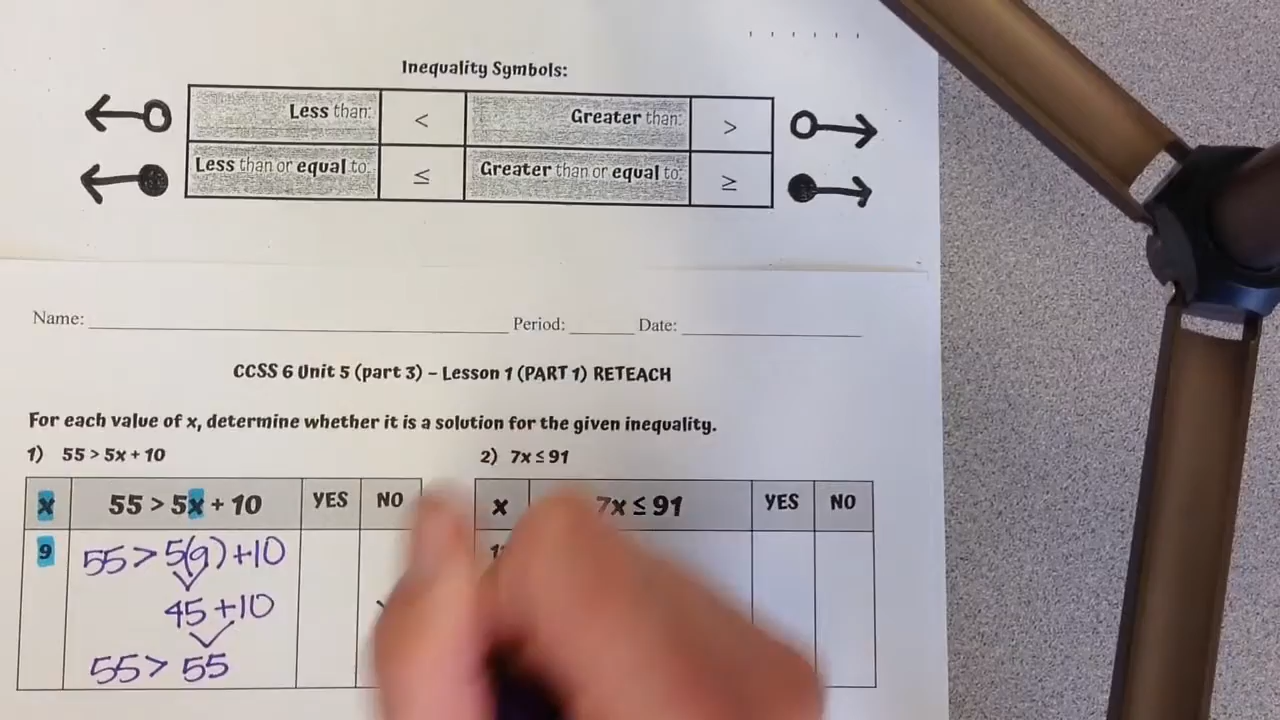 Inequality Symbols:
Less than: < Greater than: >
Less than or equal to: ≤ Greater than or equal to: ≥
Name: Period: Date:
CCSS 6 Unit 5 (part 3) – Lesson 1 (PART 1) RETEACH
For each value of x, determine whether it is a solution for the given inequality.
1) 55 > 5x + 10
2) 7x ≤ 91
x 55 > 5x + 10 YES NO
9 55 > 5(9) + 10
45 + 10
55 > 55
x 7x ≤ 91 YES NO